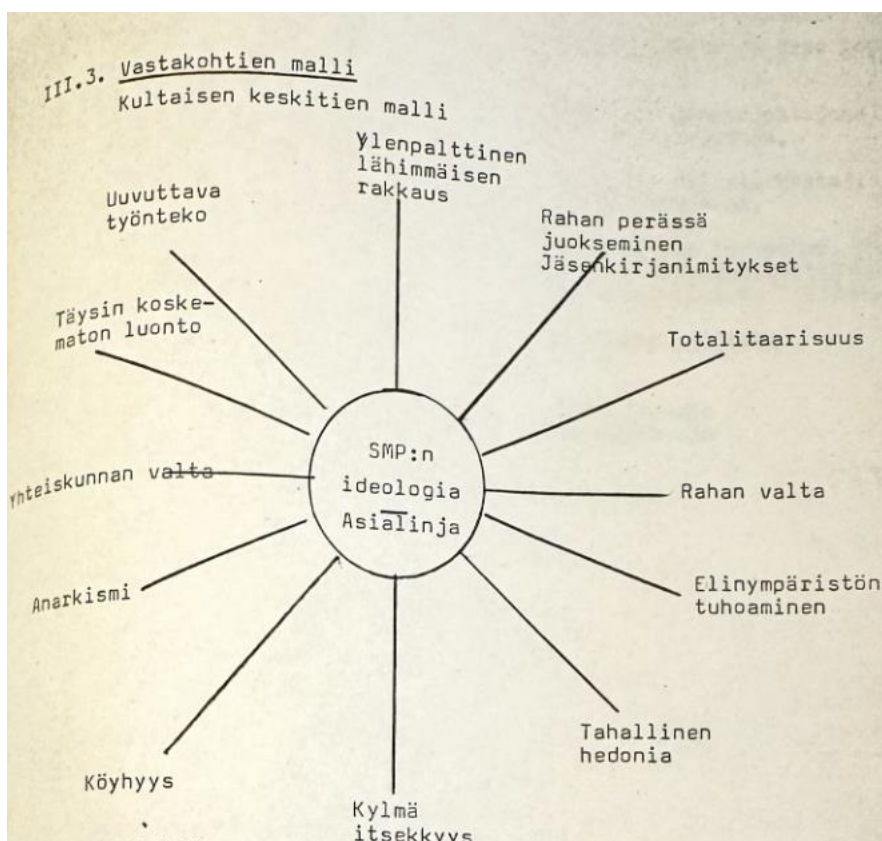 III.3. Vastakohtien malli
Kultaisen keskitien malli
Ylenpalttinen
lähimmäisen
rakkaus
Uuvuttava
työnteko
Rahan perässä
juokseminen
Jäsenkirjanimitykset
Täysin koske-
maton luonto
Totalitaarisuus
SMP:n
ideologia
Asialinja
Yhteiskunnan valta
Rahan valta
Anarkismi
Elinympäristön
tuhoaminen
Tahallinen
hedonia
Köyhyys
Kylmä
itsekkyys